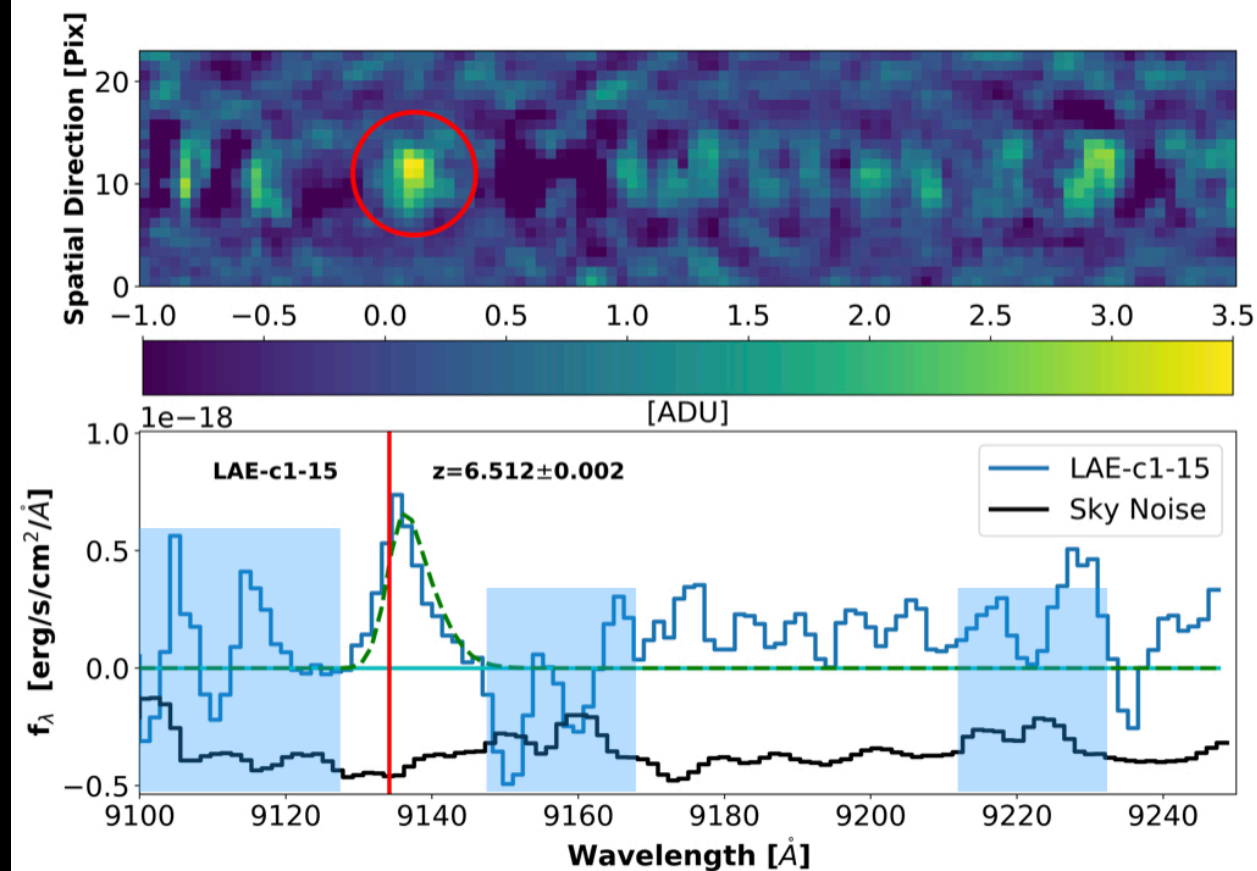 Spatial Direction [Pix]
20
10
0
−1.0 −0.5 0.0 0.5 1.0 1.5 2.0 2.5 3.0 3.5
[ADU]
1e−18
f_λ [erg/s/cm²/Å]
1.0
0.5
0.0
−0.5
LAE-c1-15
z=6.512±0.002
LAE-c1-15
Sky Noise
9100 9120 9140 9160 9180 9200 9220 9240
Wavelength [Å]